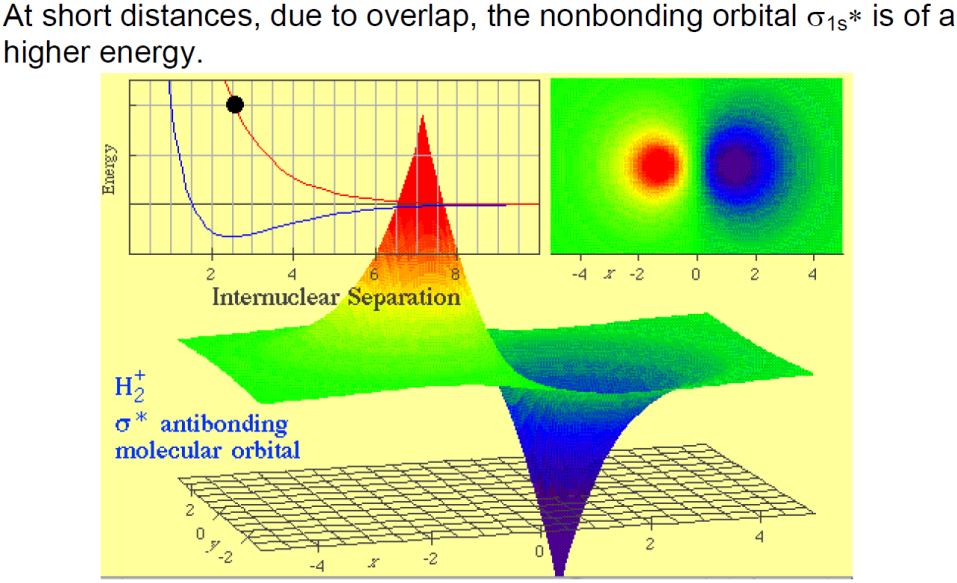 At short distances, due to overlap, the nonbonding orbital σ1s* is of a
higher energy.
Energy
2 4 6 8
Internuclear Separation
-4 x -2 0 2 4
H2+
σ* antibonding
molecular orbital
2
0
y
-2
-4 x -2 0 2 4